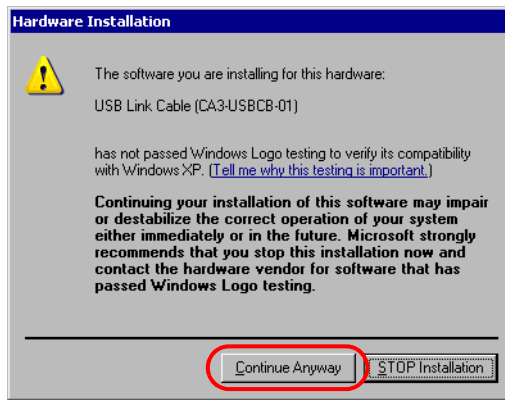 Hardware Installation
The software you are installing for this hardware:
USB Link Cable (CA3-USBCB-01)
has not passed Windows Logo testing to verify its compatibility
with Windows XP. (Tell me why this testing is important.)
Continuing your installation of this software may impair
or destabilize the correct operation of your system
either immediately or in the future. Microsoft strongly
recommends that you stop this installation now and
contact the hardware vendor for software that has
passed Windows Logo testing.
Continue Anyway
STOP Installation